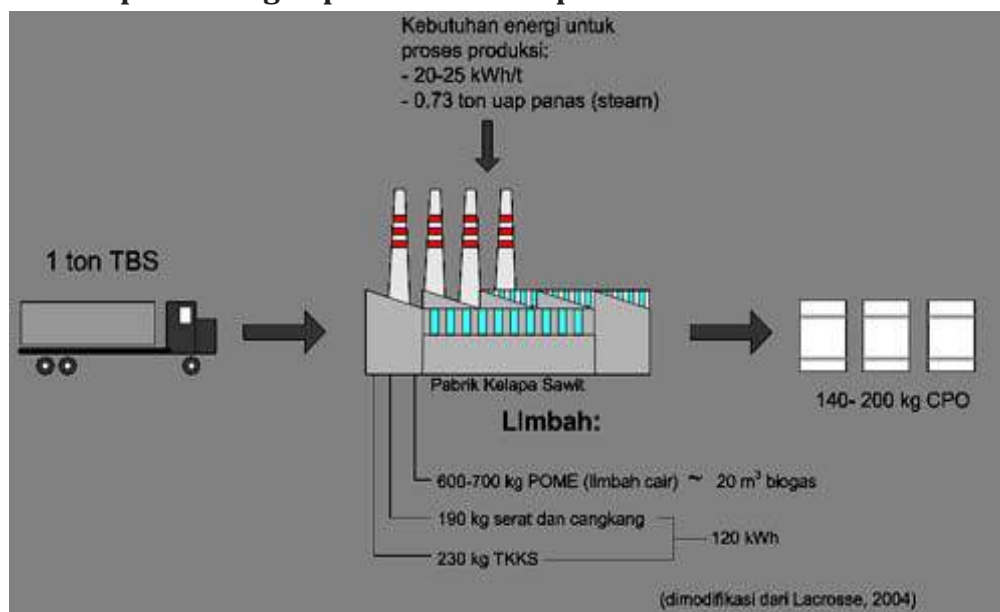 Kebutuhan energi untuk
proses produksi:
- 20-25 kWh/t
- 0.73 ton uap panas (steam)
1 ton TBS
Pabrik Kelapa Sawit
140- 200 kg CPO
Limbah:
600-700 kg POME (limbah cair) ~ 20 m³ biogas
190 kg serat dan cangkang
120 kWh
230 kg TKKS
(dimodifikasi dari Lacrosse, 2004)